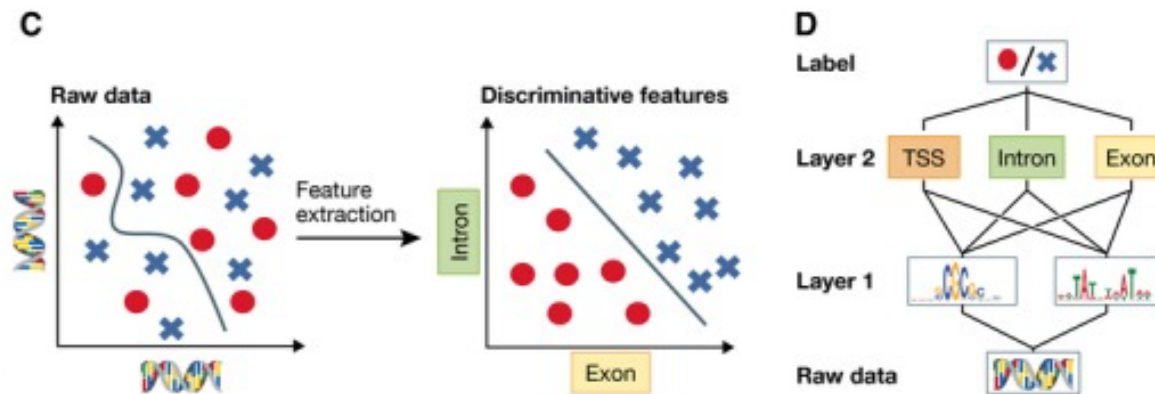 C
Raw data
Feature
extraction
Discriminative features
Intron
Exon
D
Label
/
Layer 2
TSS
Intron
Exon
Layer 1
Raw data